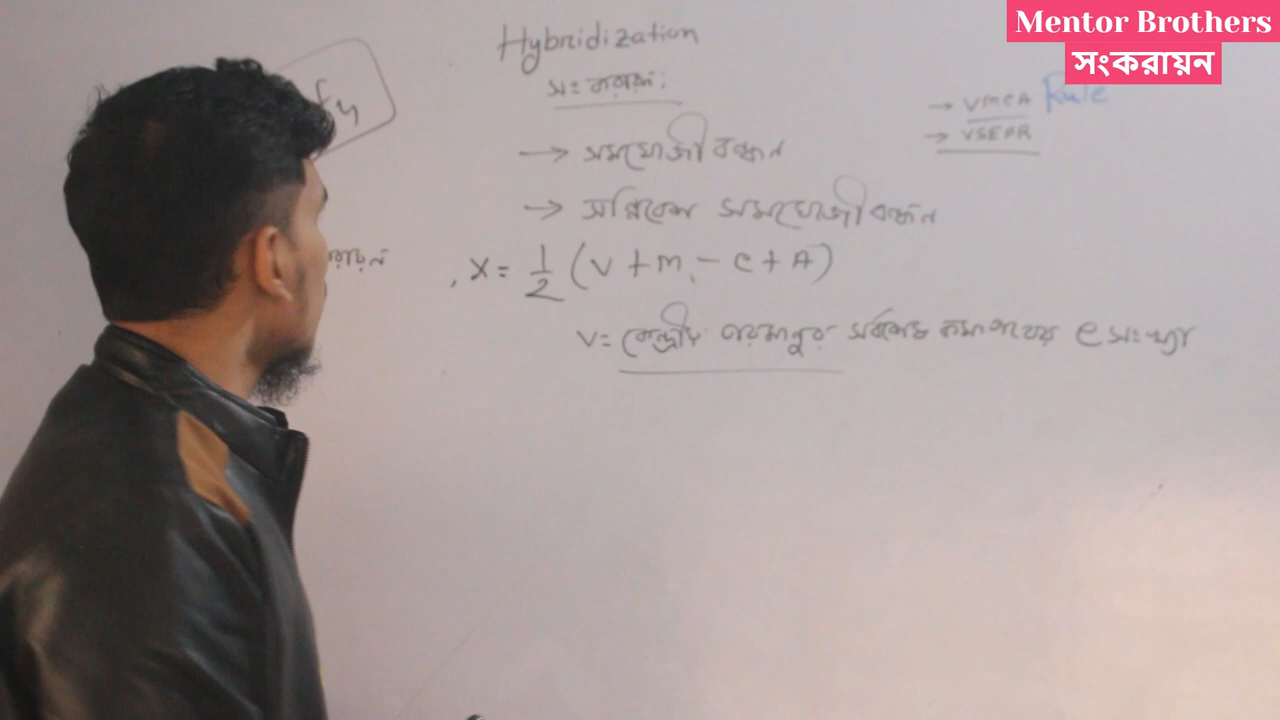 Mentor Brothers
সংকরায়ন
Hybridization
সংকরায়ন:
→ VMCA Rule
→ VSEPR
→ সমযোজী বন্ধন
→ সন্নিবেশ সমযোজী বন্ধন
X = 1/2 (V + M - C + A)
V = কেন্দ্রীয় পরমানুর সর্বশেষ কক্ষপথের e সংখ্যা